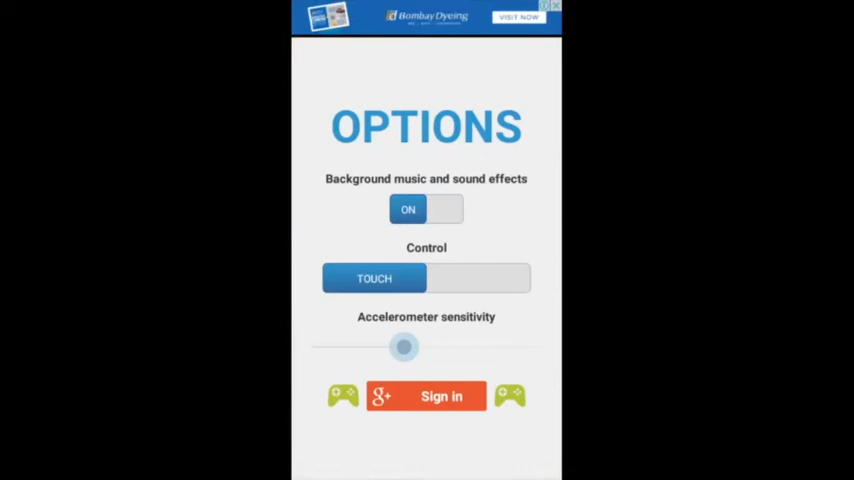 Bombay Dyeing
VISIT NOW
OPTIONS
Background music and sound effects
ON
Control
TOUCH
Accelerometer sensitivity
g+ Sign in